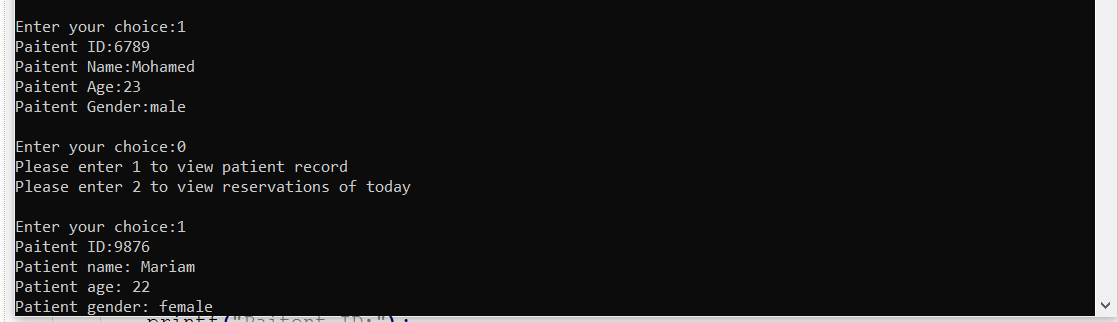 Enter your choice:1
Paitent ID:6789
Paitent Name:Mohamed
Paitent Age:23
Paitent Gender:male
Enter your choice:0
Please enter 1 to view patient record
Please enter 2 to view reservations of today
Enter your choice:1
Paitent ID:9876
Patient name: Mariam
Patient age: 22
Patient gender: female
printf("Paitent ID:");